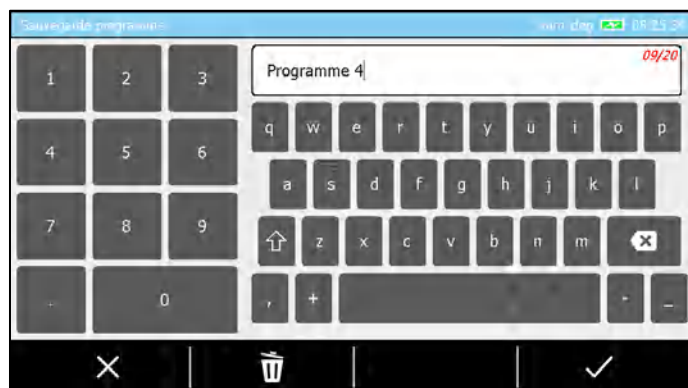 Sauvegarde programme
09/20
Programme 4
1 2 3
q w e r t y u i o p
4 5 6
a s d f g h j k l
7 8 9
z x c v b n m
. 0
, + - _